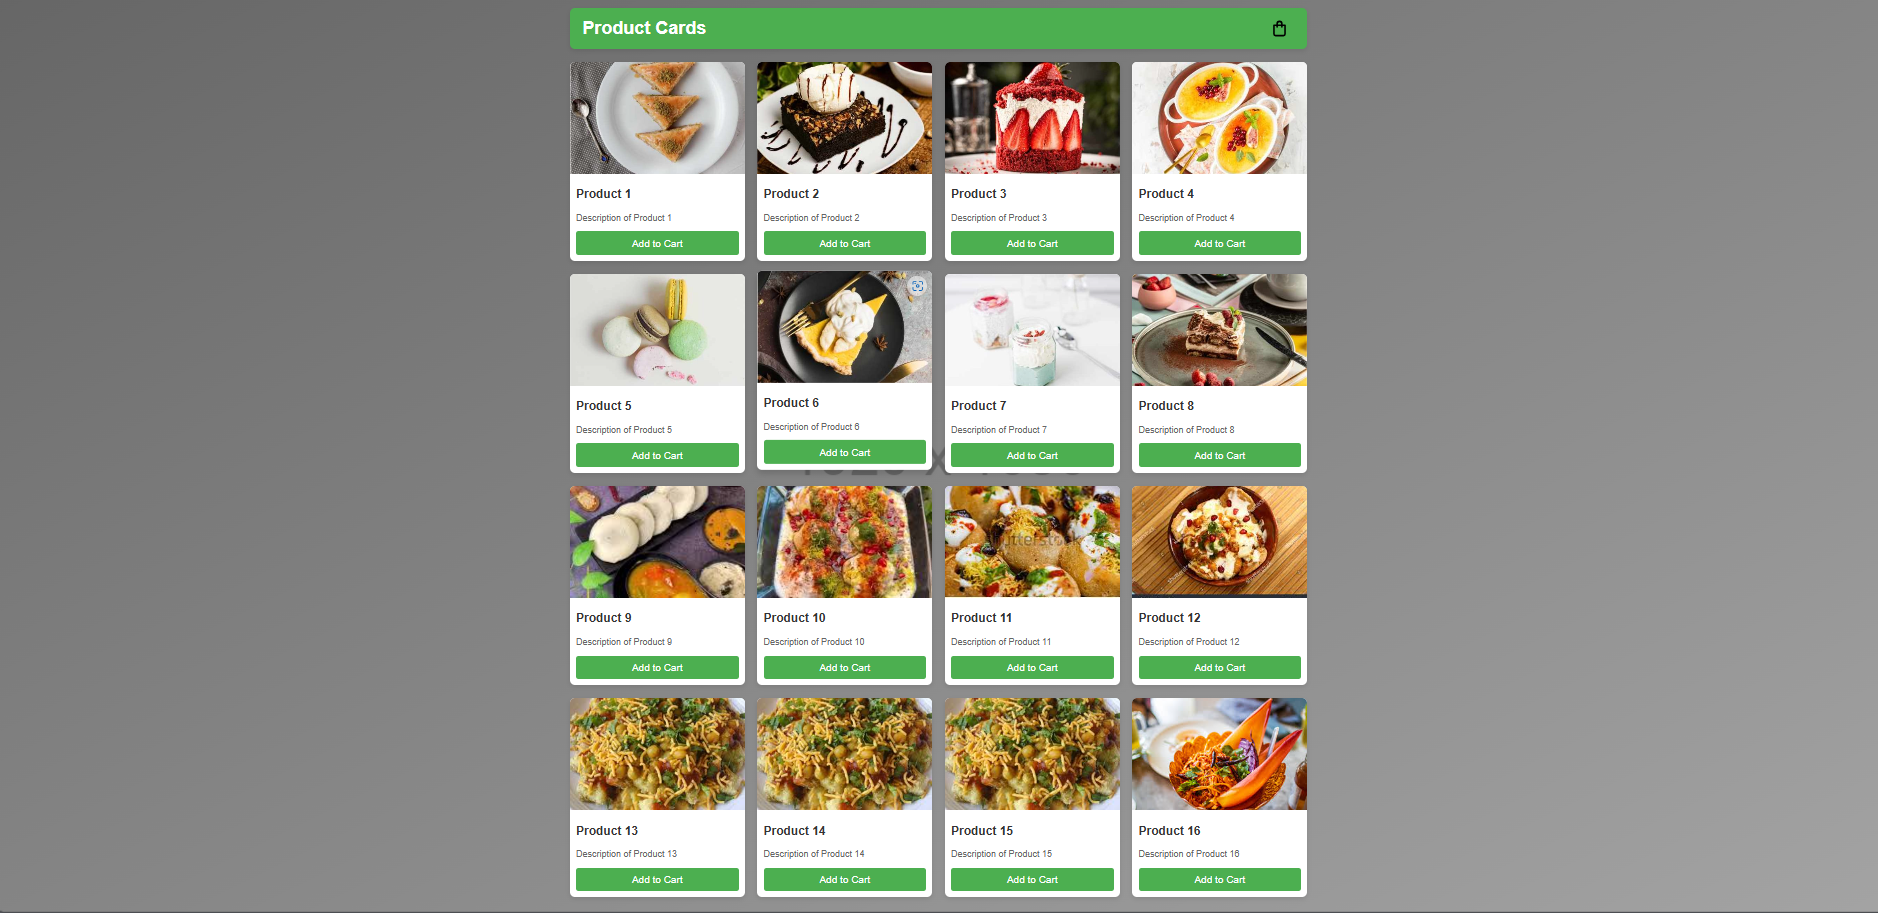 Product Cards
Product 1
Description of Product 1
Add to Cart
Product 2
Description of Product 2
Add to Cart
Product 3
Description of Product 3
Add to Cart
Product 4
Description of Product 4
Add to Cart
Product 5
Description of Product 5
Add to Cart
Product 6
Description of Product 6
Add to Cart
Product 7
Description of Product 7
Add to Cart
Product 8
Description of Product 8
Add to Cart
Product 9
Description of Product 9
Add to Cart
Product 10
Description of Product 10
Add to Cart
shutterstock
Product 11
Description of Product 11
Add to Cart
Product 12
Description of Product 12
Add to Cart
Product 13
Description of Product 13
Add to Cart
Product 14
Description of Product 14
Add to Cart
Product 15
Description of Product 15
Add to Cart
Product 16
Description of Product 16
Add to Cart